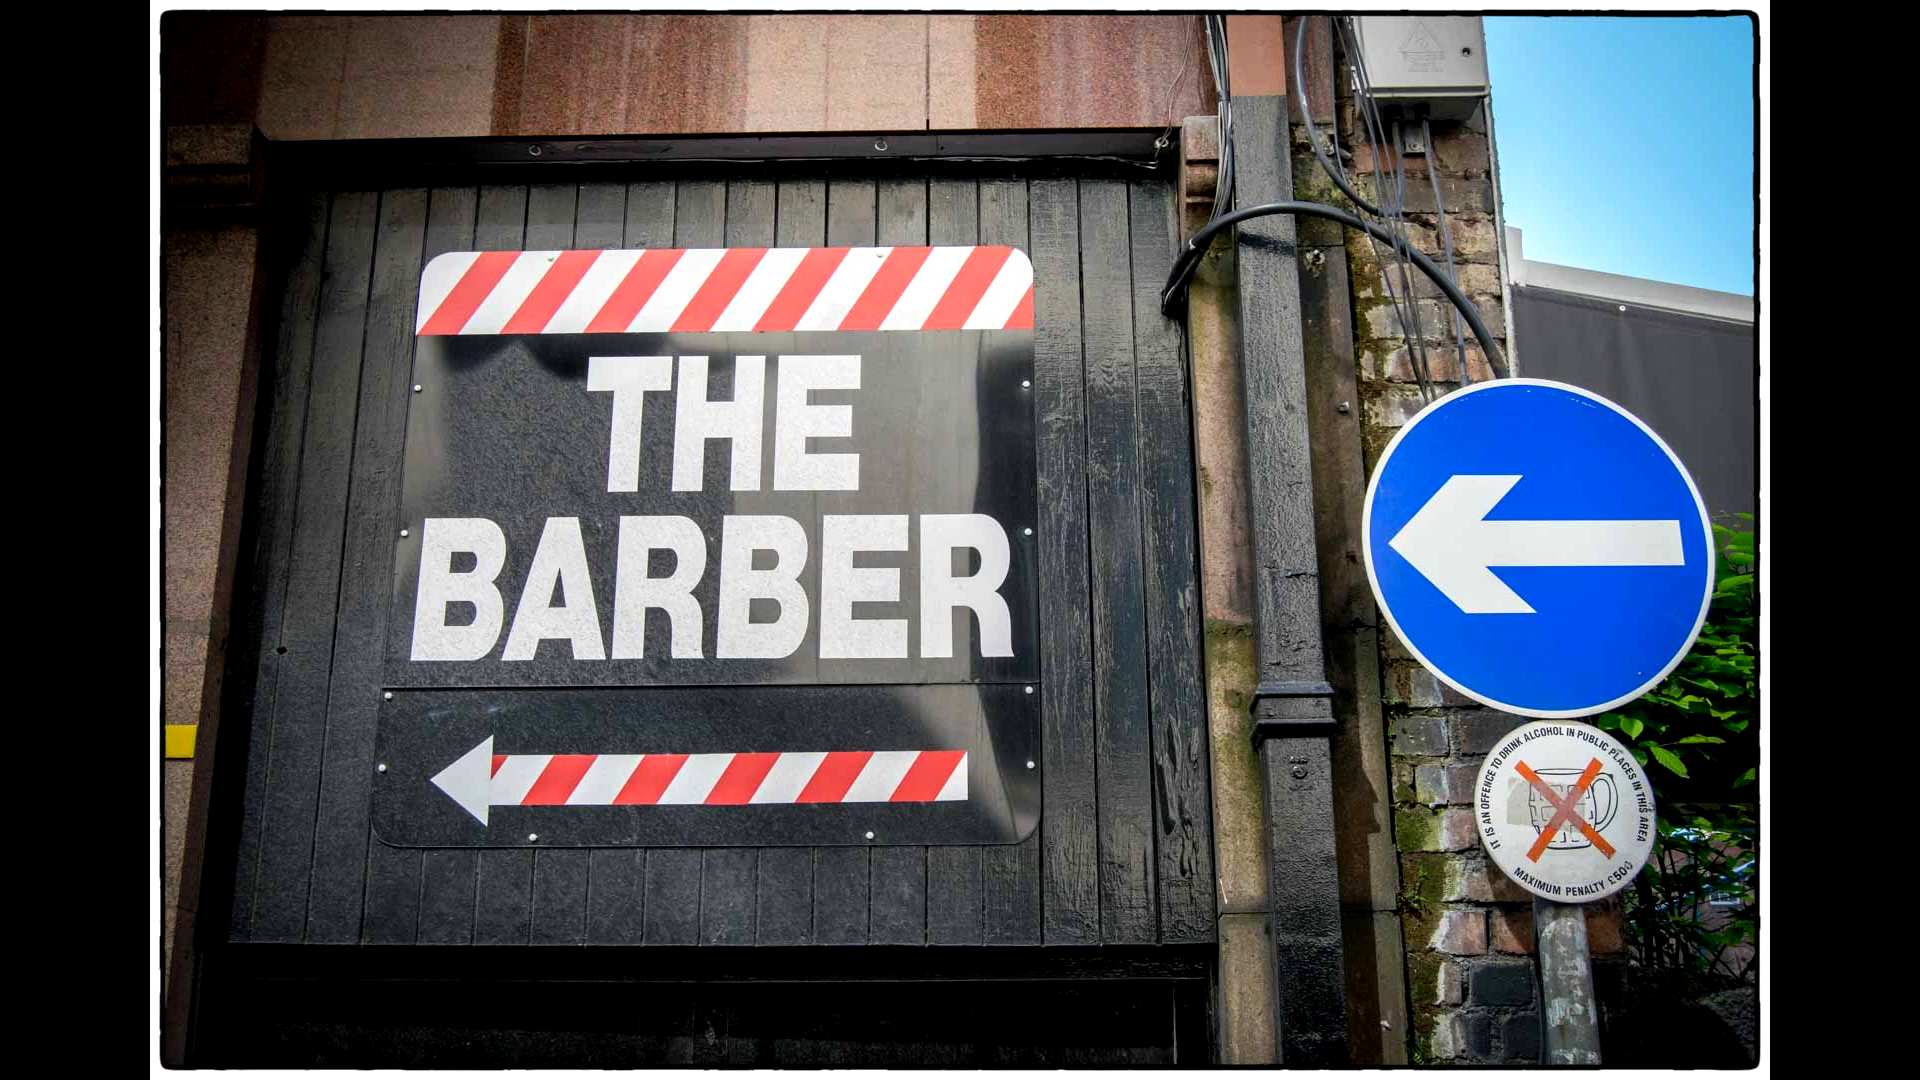 THE
BARBER
IT IS AN OFFENCE TO DRINK ALCOHOL IN PUBLIC PLACES IN THIS AREA
MAXIMUM PENALTY £500